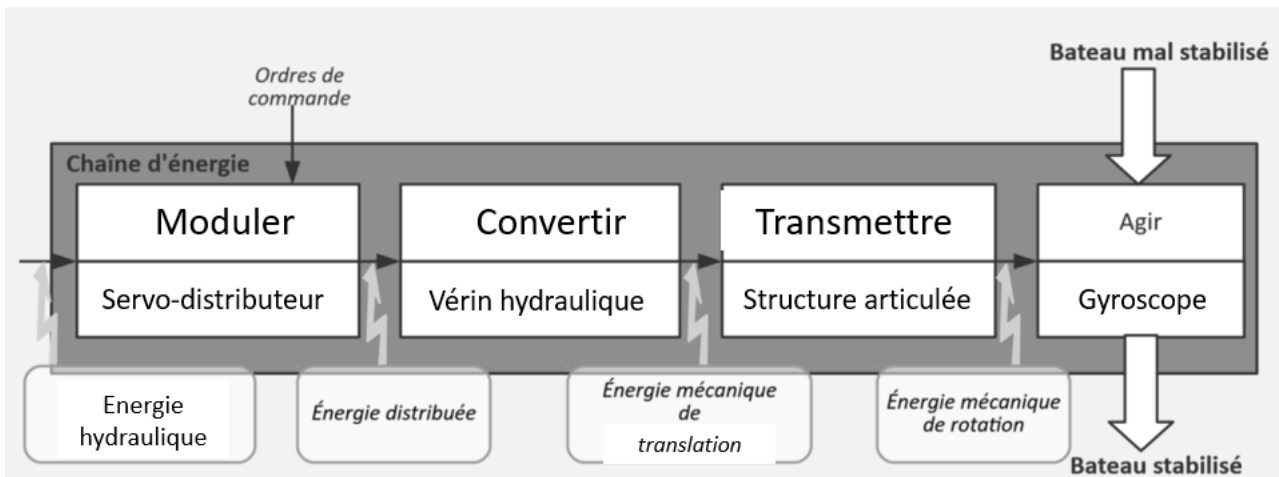 Bateau mal stabilisé
Ordres de
commande
Chaîne d'énergie
Moduler
Convertir
Transmettre
Agir
Servo-distributeur
Vérin hydraulique
Structure articulée
Gyroscope
Energie
hydraulique
Énergie distribuée
Énergie mécanique
de
translation
Énergie mécanique
de rotation
Bateau stabilisé